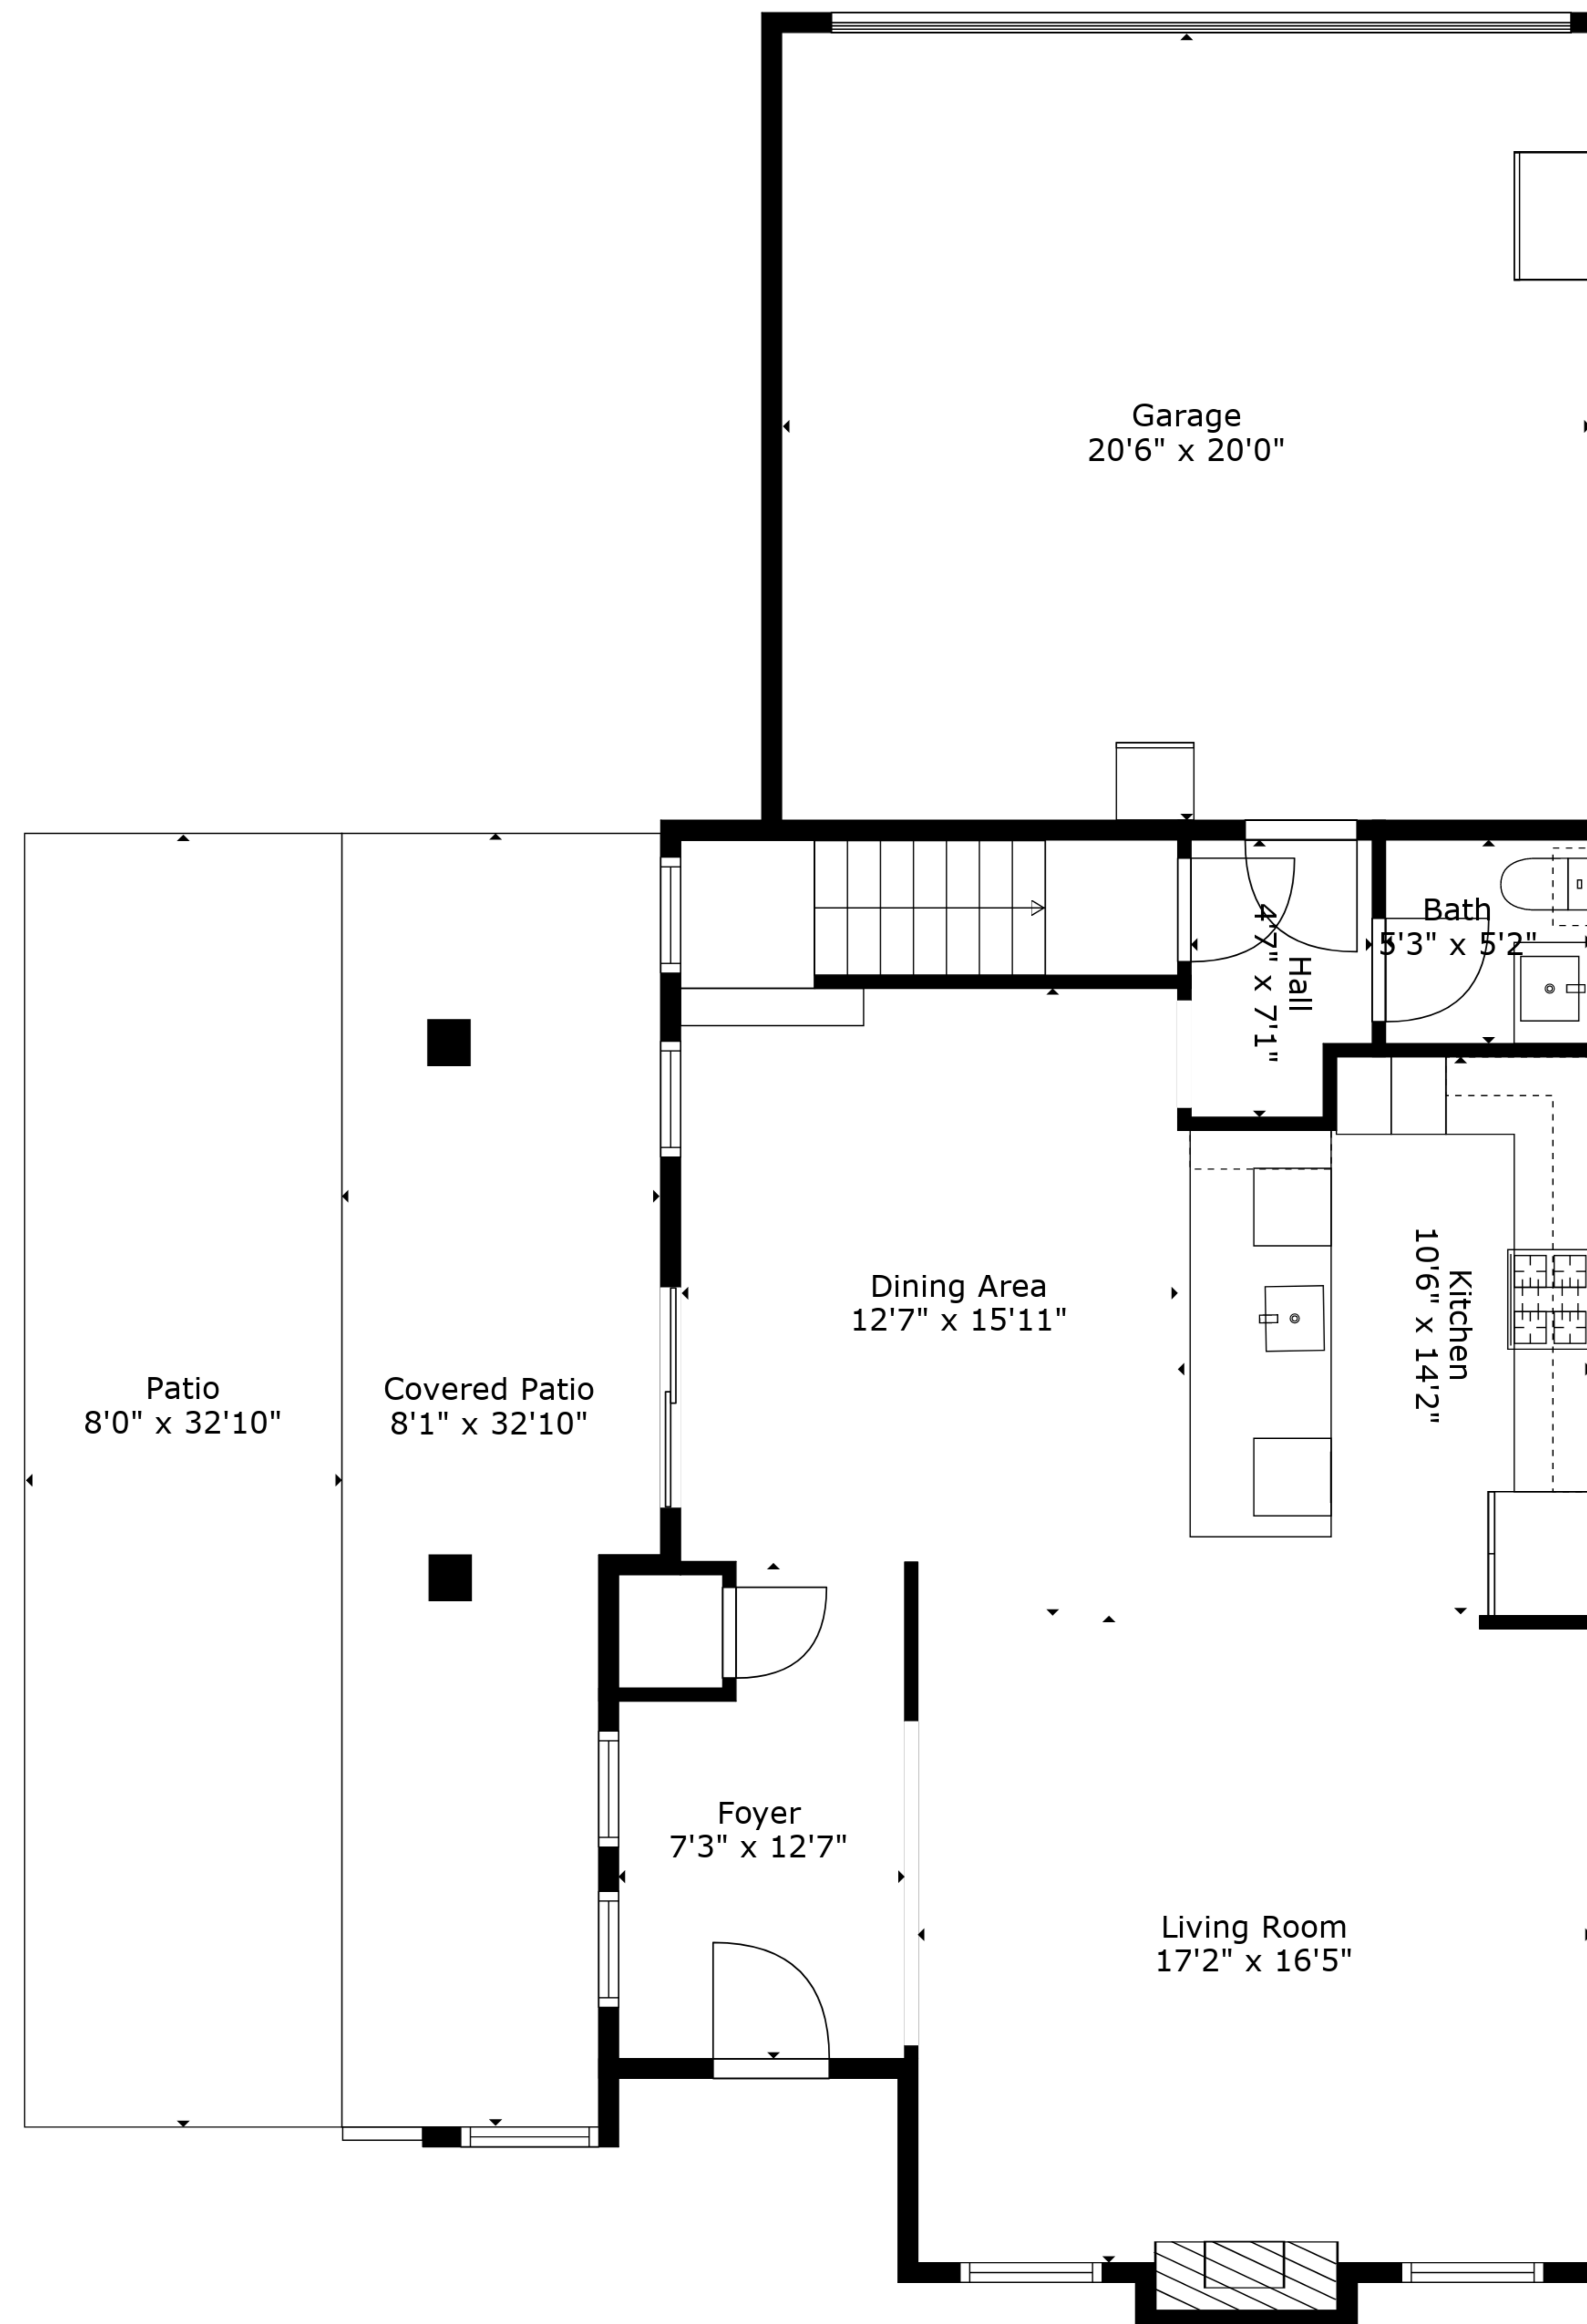 Garage
20'6" x 20'0"
Bath
5'3" x 5'2"
Hall
4'7" x 7'1"
Dining Area
12'7" x 15'11"
Kitchen
10'6" x 14'2"
Patio
8'0" x 32'10"
Covered Patio
8'1" x 32'10"
Foyer
7'3" x 12'7"
Living Room
17'2" x 16'5"